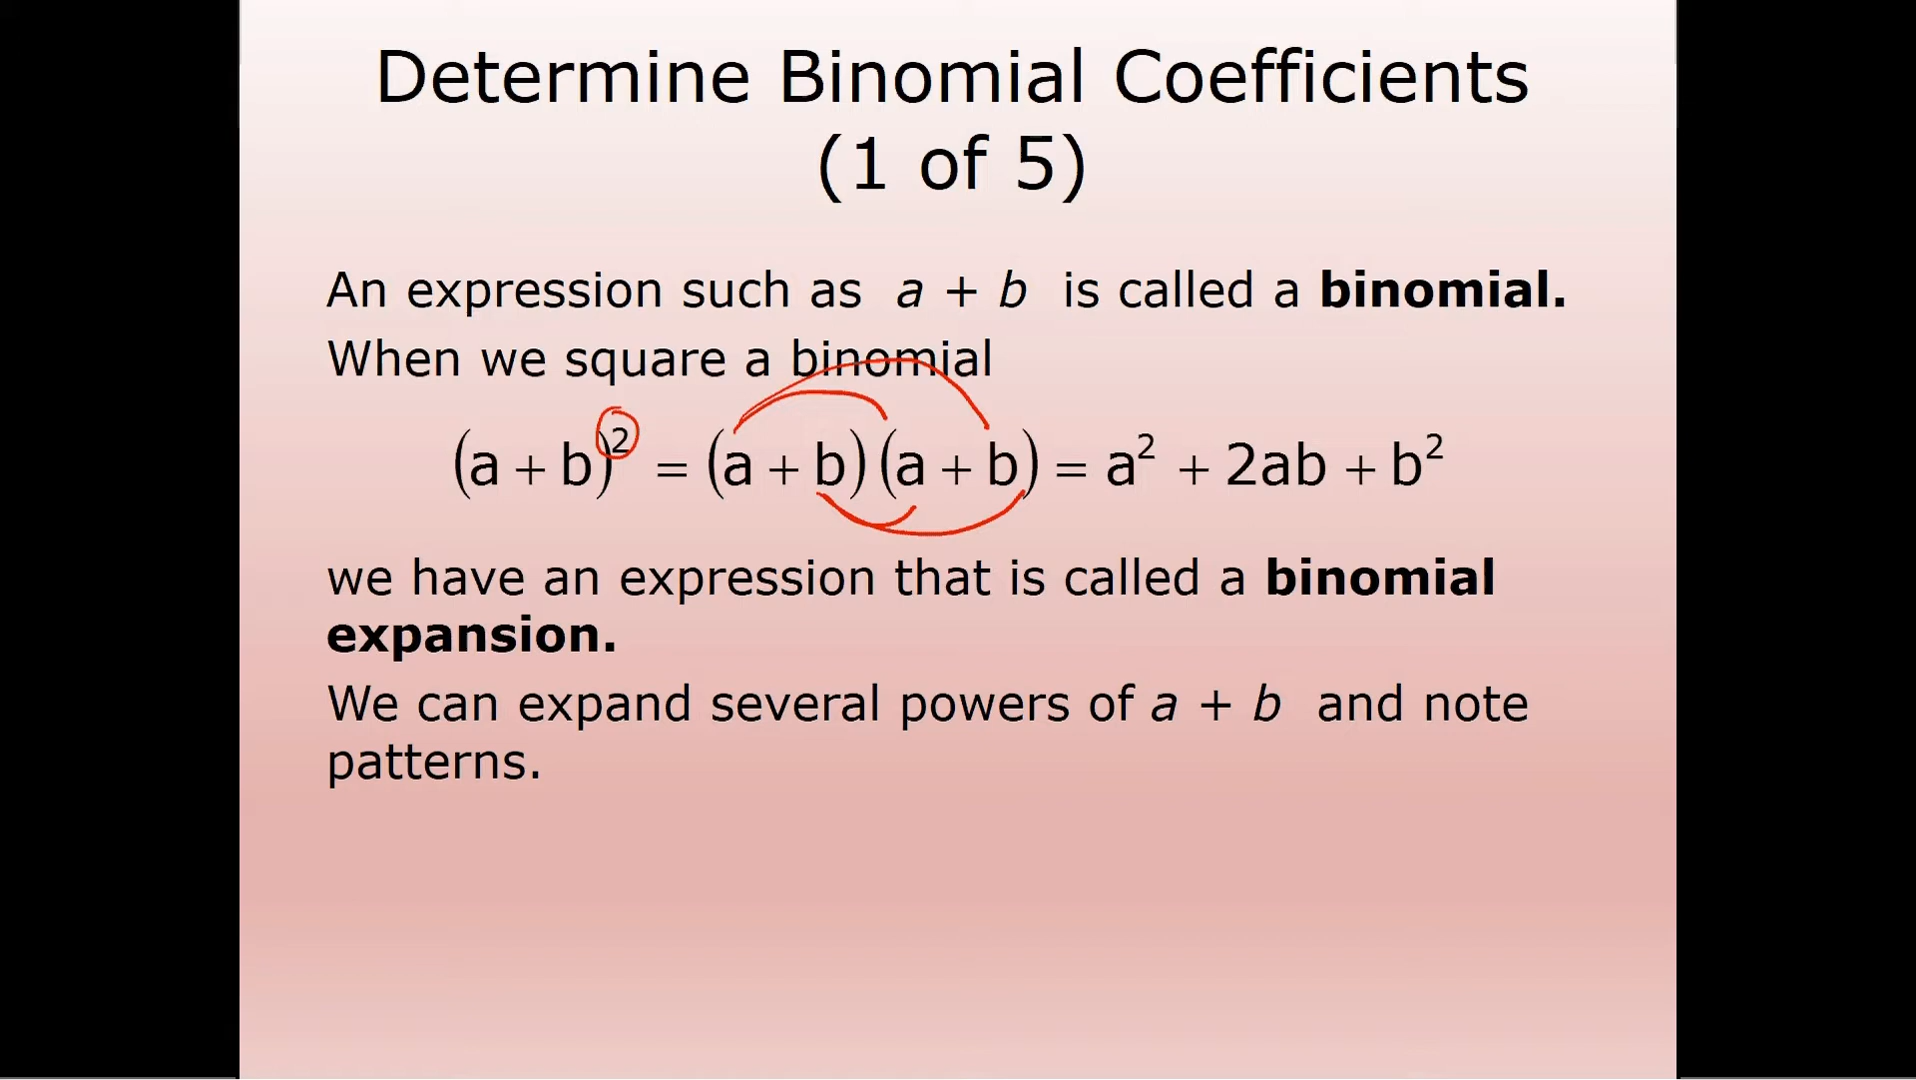 Determine Binomial Coefficients
(1 of 5)
An expression such as a + b is called a binomial.
When we square a binomial
(a + b)² = (a + b)(a + b) = a² + 2ab + b²
we have an expression that is called a binomial
expansion.
We can expand several powers of a + b and note
patterns.